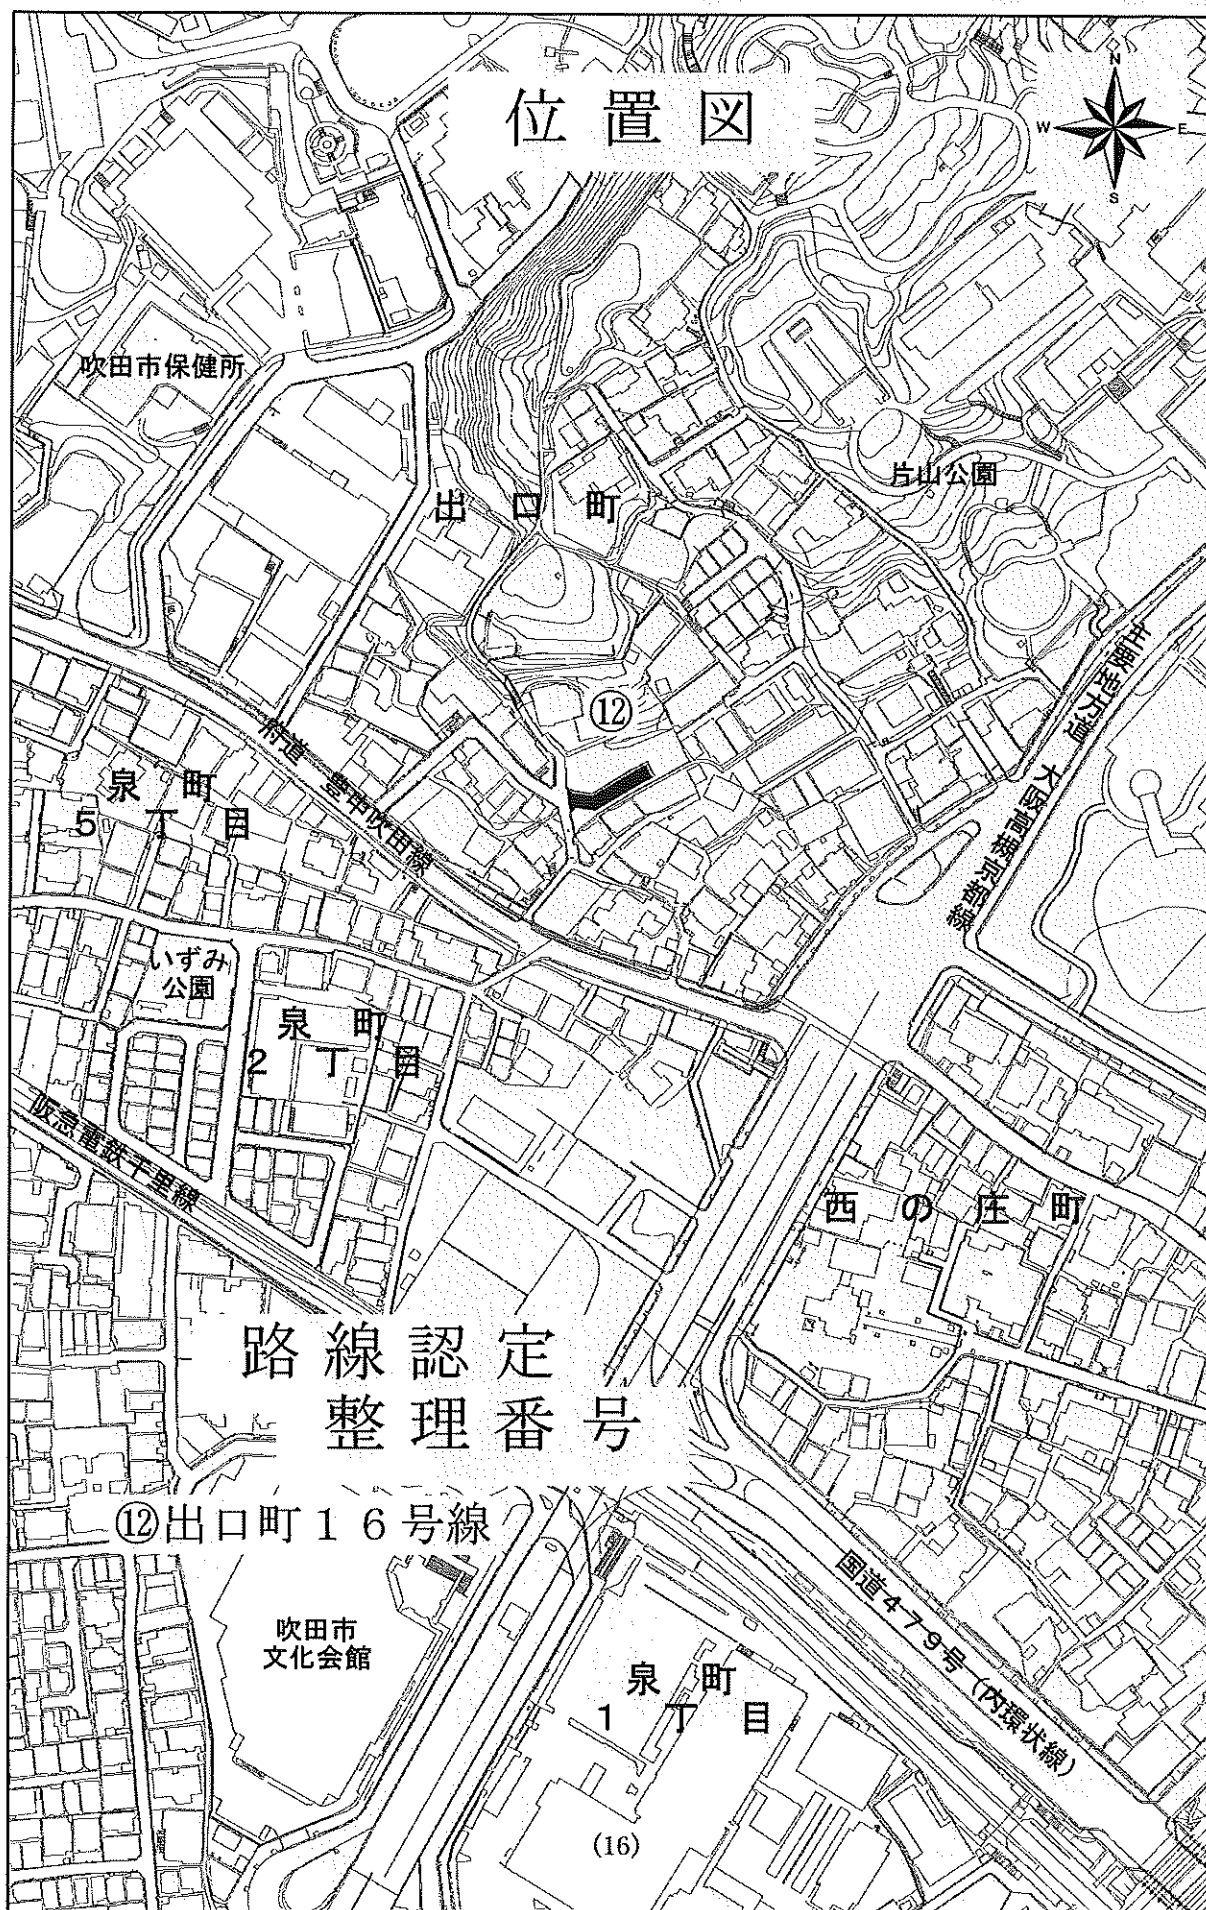 位置図
N
W
E
S
吹田市保健所
片山公園
出口町
⑫
主要地方道 大阪高槻京都線
府道 豊中吹田線
泉町
5丁目
いずみ
公園
泉町
2丁目
阪急電鉄千里線
西の庄町
路線認定
整理番号
⑫出口町16号線
国道479号（内環状線）
吹田市
文化会館
泉町
1丁目
(16)